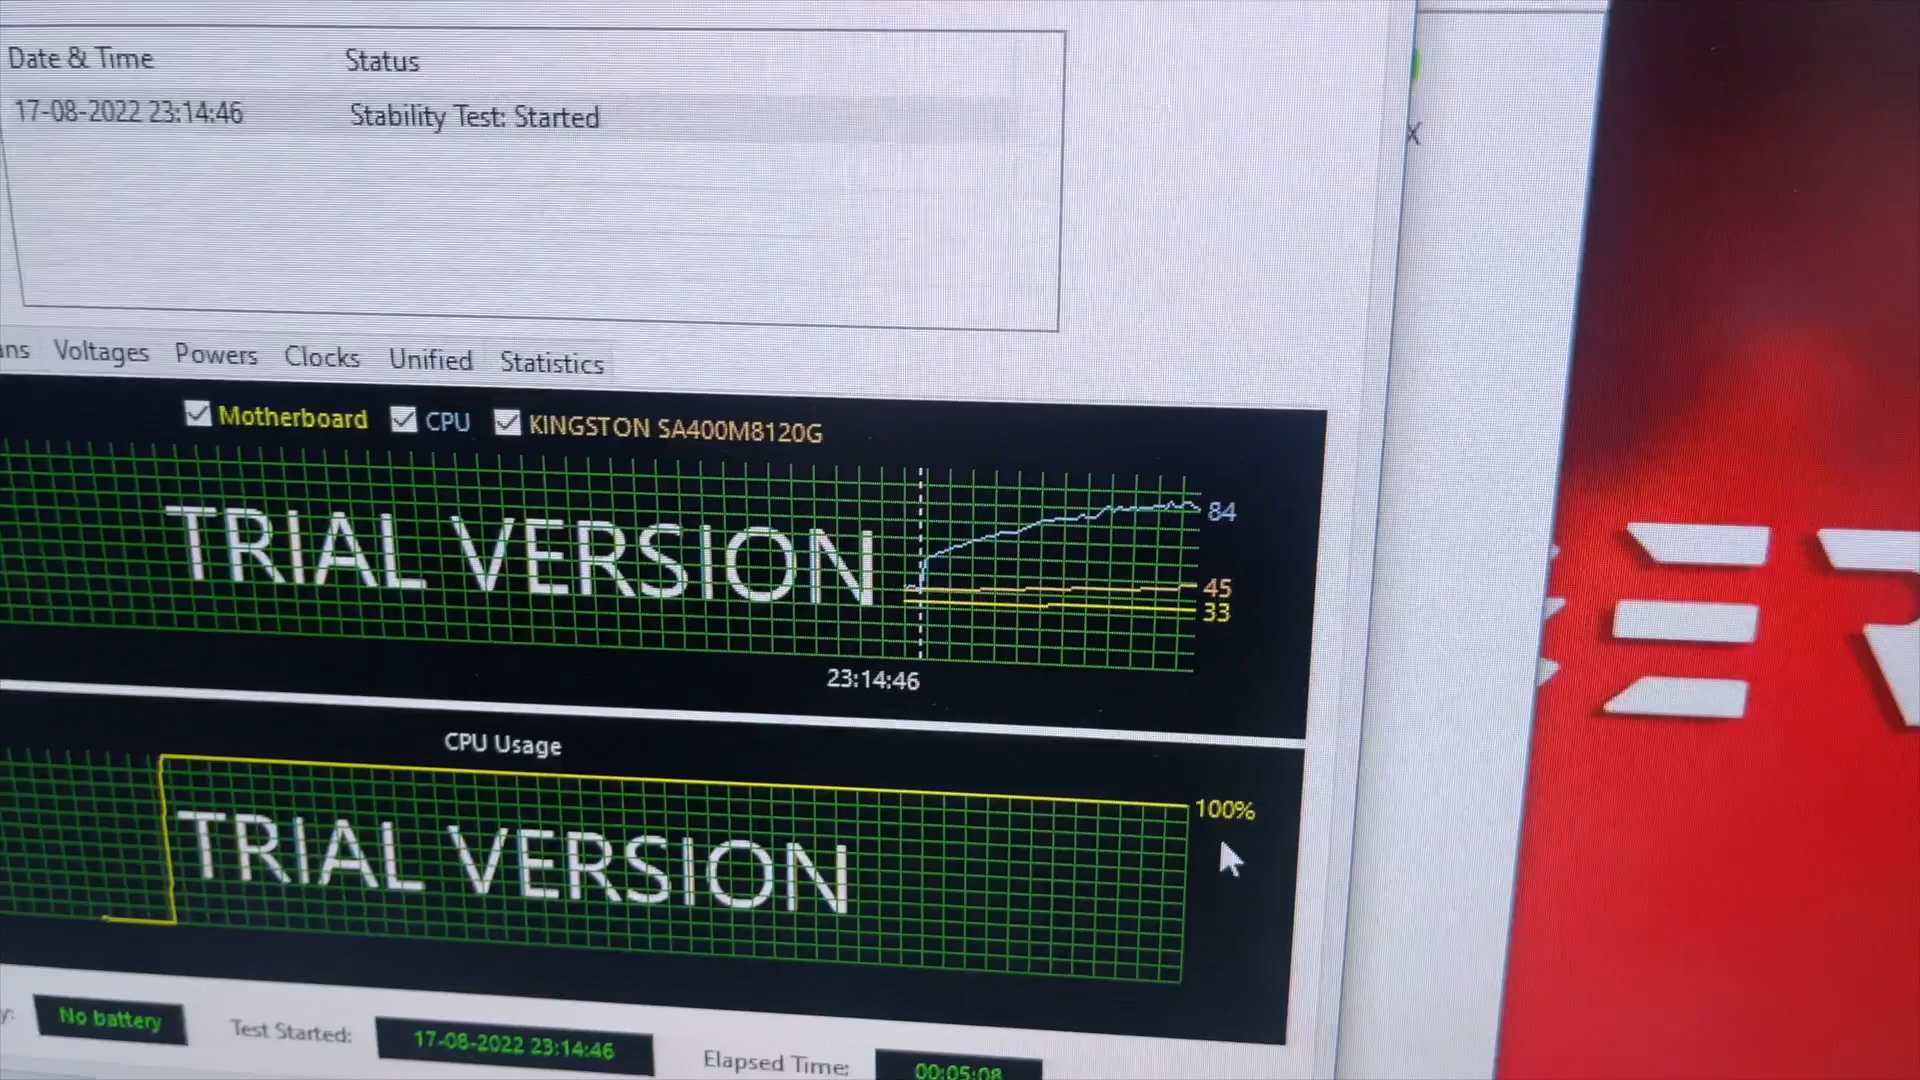 Date & Time Status
17-08-2022 23:14:46 Stability Test: Started
Voltages Powers Clocks Unified Statistics
Motherboard CPU KINGSTON SA400M8120G
84
TRIAL VERSION
45
33
23:14:46
CPU Usage
100%
TRIAL VERSION
No battery Test Started: 17-08-2022 23:14:46 Elapsed Time: 00:05:08